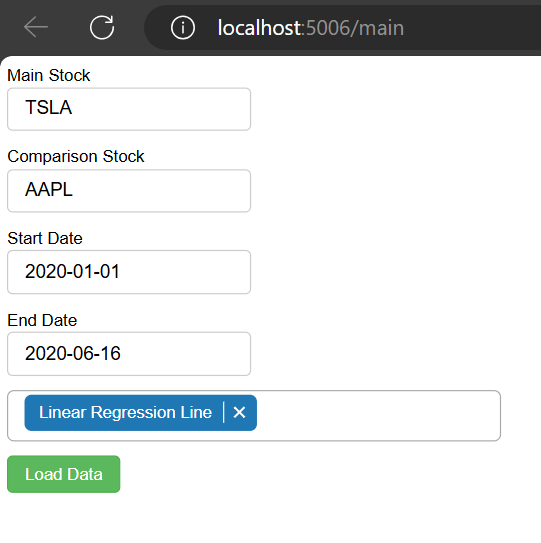 localhost:5006/main
Main Stock
TSLA
Comparison Stock
AAPL
Start Date
2020-01-01
End Date
2020-06-16
Linear Regression Line
Load Data